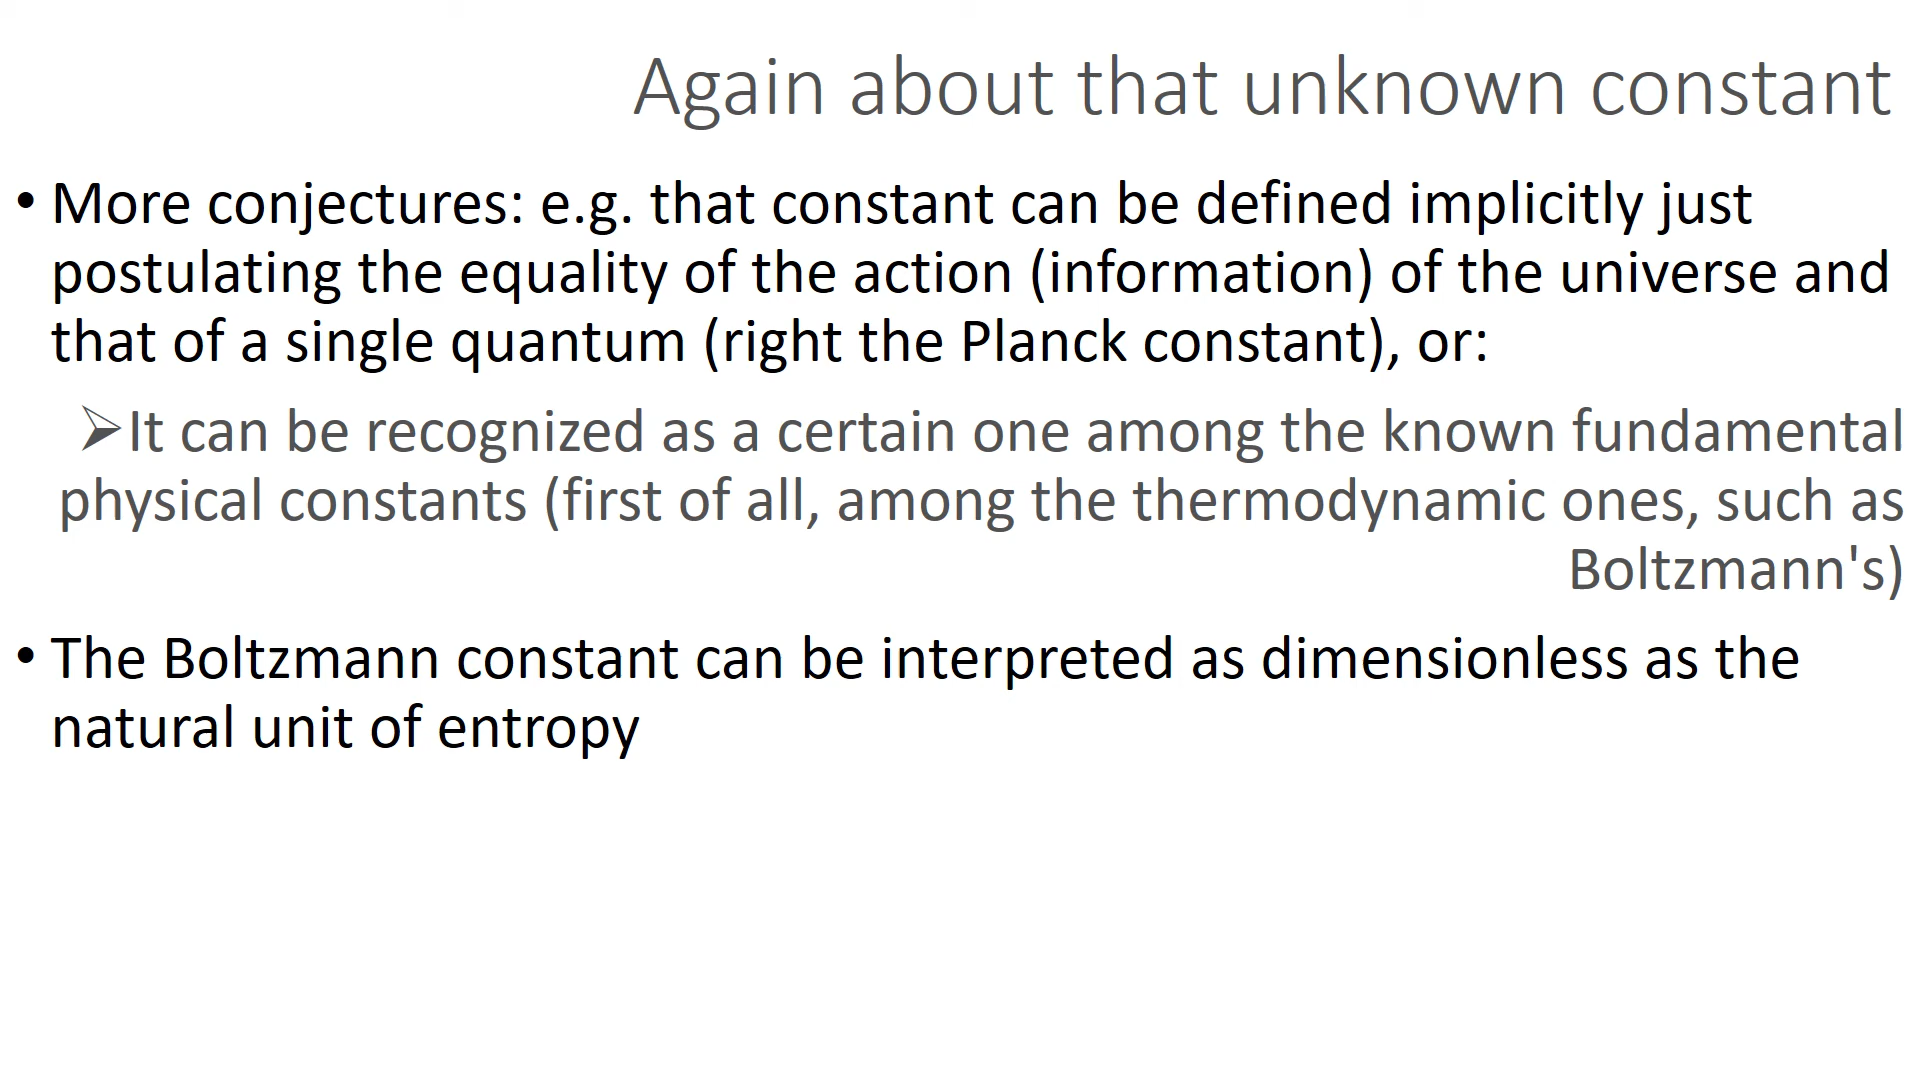 Again about that unknown constant
• More conjectures: e.g. that constant can be defined implicitly just
postulating the equality of the action (information) of the universe and
that of a single quantum (right the Planck constant), or:
➢It can be recognized as a certain one among the known fundamental
physical constants (first of all, among the thermodynamic ones, such as
Boltzmann's)
• The Boltzmann constant can be interpreted as dimensionless as the
natural unit of entropy